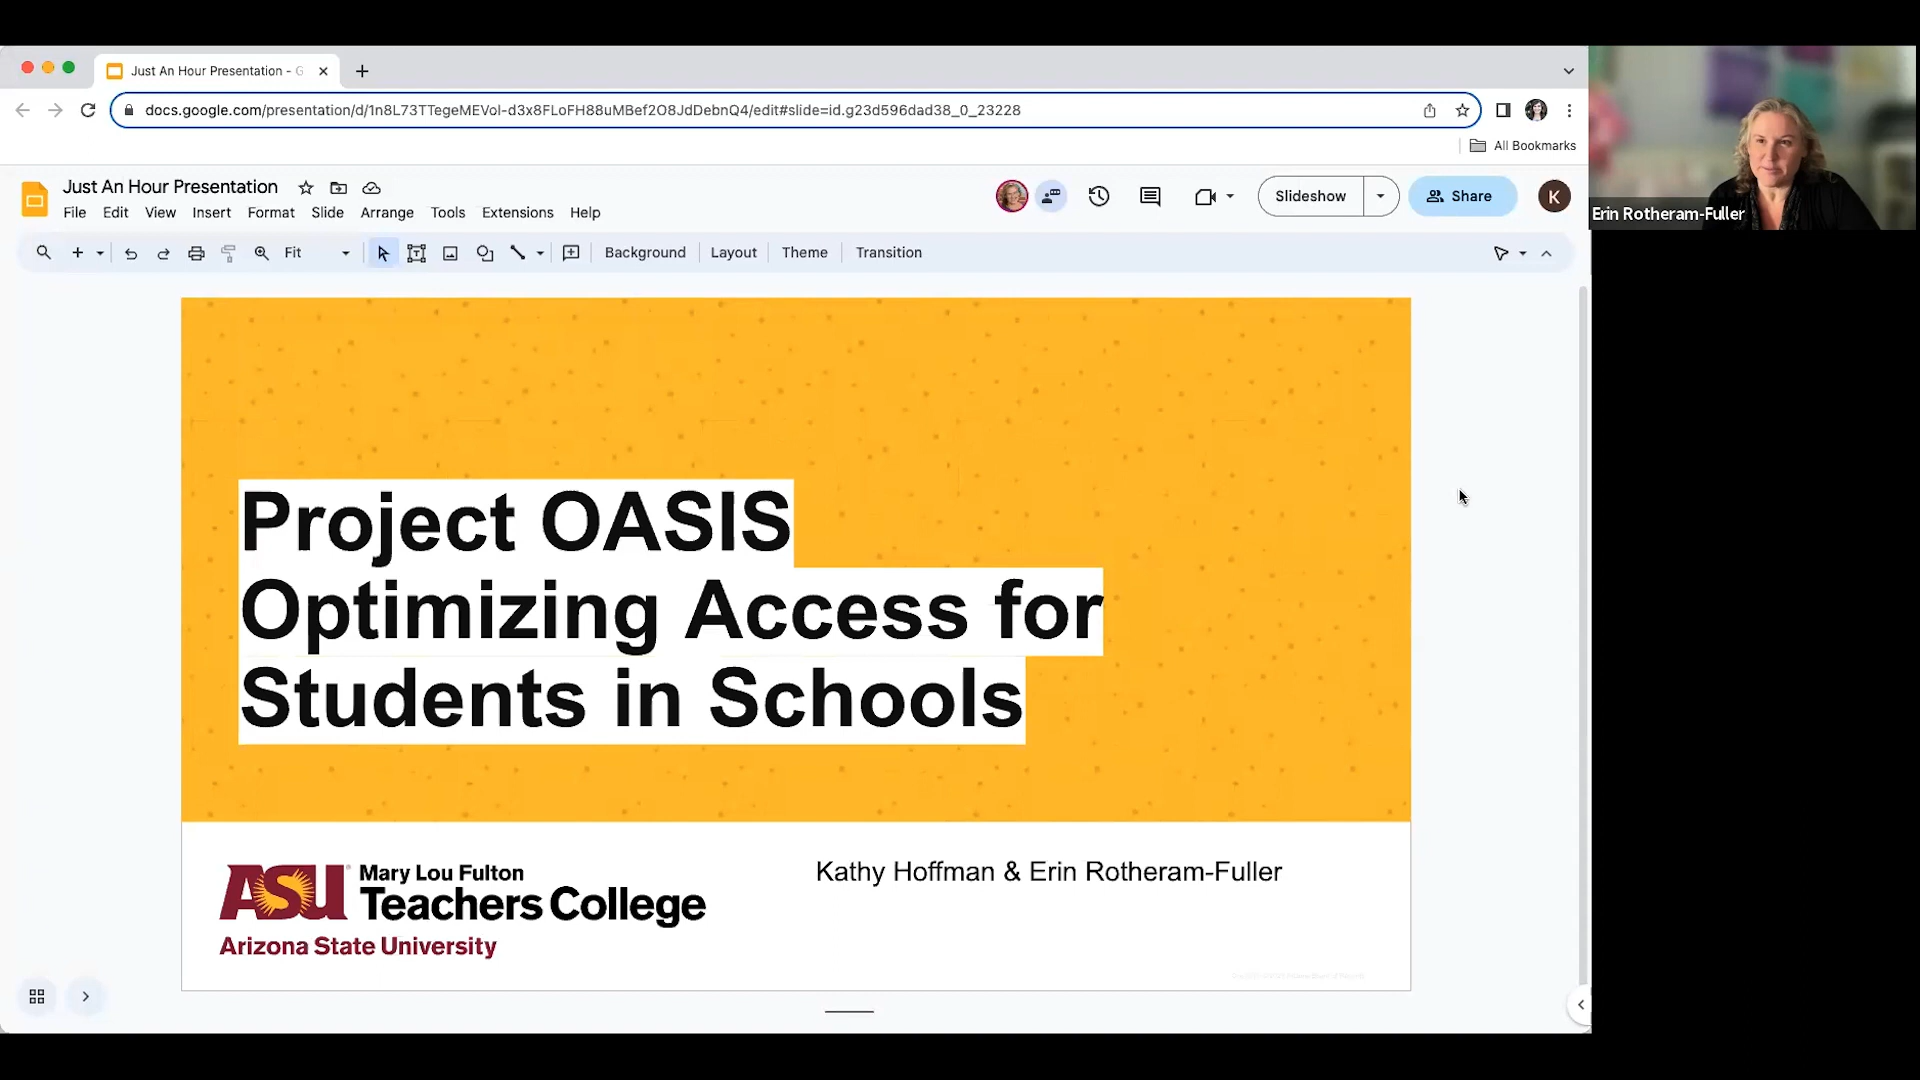 Just An Hour Presentation - G
docs.google.com/presentation/d/1n8L73TTegeMEVol-d3x8FLoFH88uMBef2O8JdDebnQ4/edit#slide=id.g23d596dad38_0_23228
All Bookmarks
Just An Hour Presentation
File Edit View Insert Format Slide Arrange Tools Extensions Help
Slideshow
Share
K
Fit
Background Layout Theme Transition
Erin Rotheram-Fuller
Project OASIS
Optimizing Access for
Students in Schools
ASU Mary Lou Fulton
Teachers College
Arizona State University
Kathy Hoffman & Erin Rotheram-Fuller